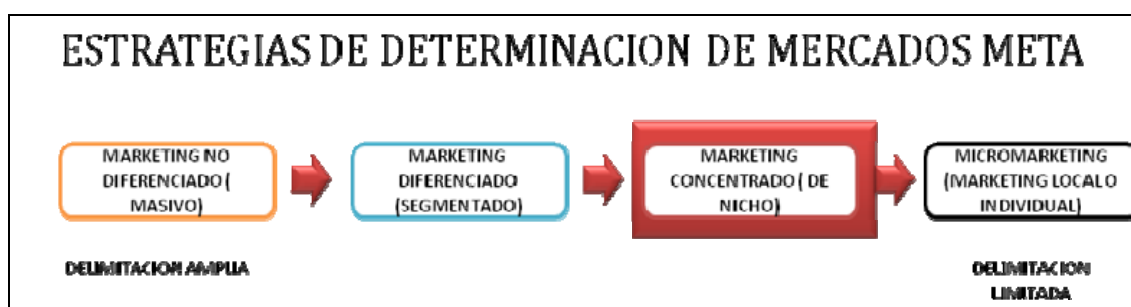 ESTRATEGIAS DE DETERMINACION DE MERCADOS META
MARKETING NO
DIFERENCIADO (
MASIVO)
MARKETING
DIFERENCIADO
(SEGMENTADO)
MARKETING
CONCENTRADO ( DE
NICHO)
MICROMARKETING
(MARKETING LOCAL O
INDIVIDUAL)
DELIMITACION AMPLIA
DELIMITACION
LIMITADA